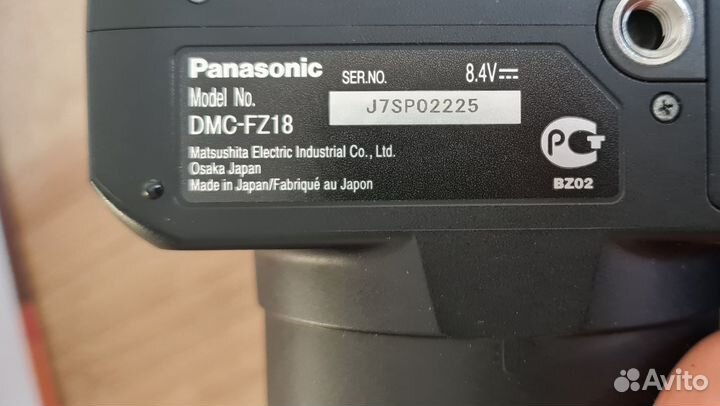 Panasonic
SER.NO. 8.4V⎓
Model No.
J7SP02225
DMC-FZ18
Matsushita Electric Industrial Co., Ltd.
Osaka Japan
Made in Japan/Fabriqué au Japon
РСТ
BZ02
Avito